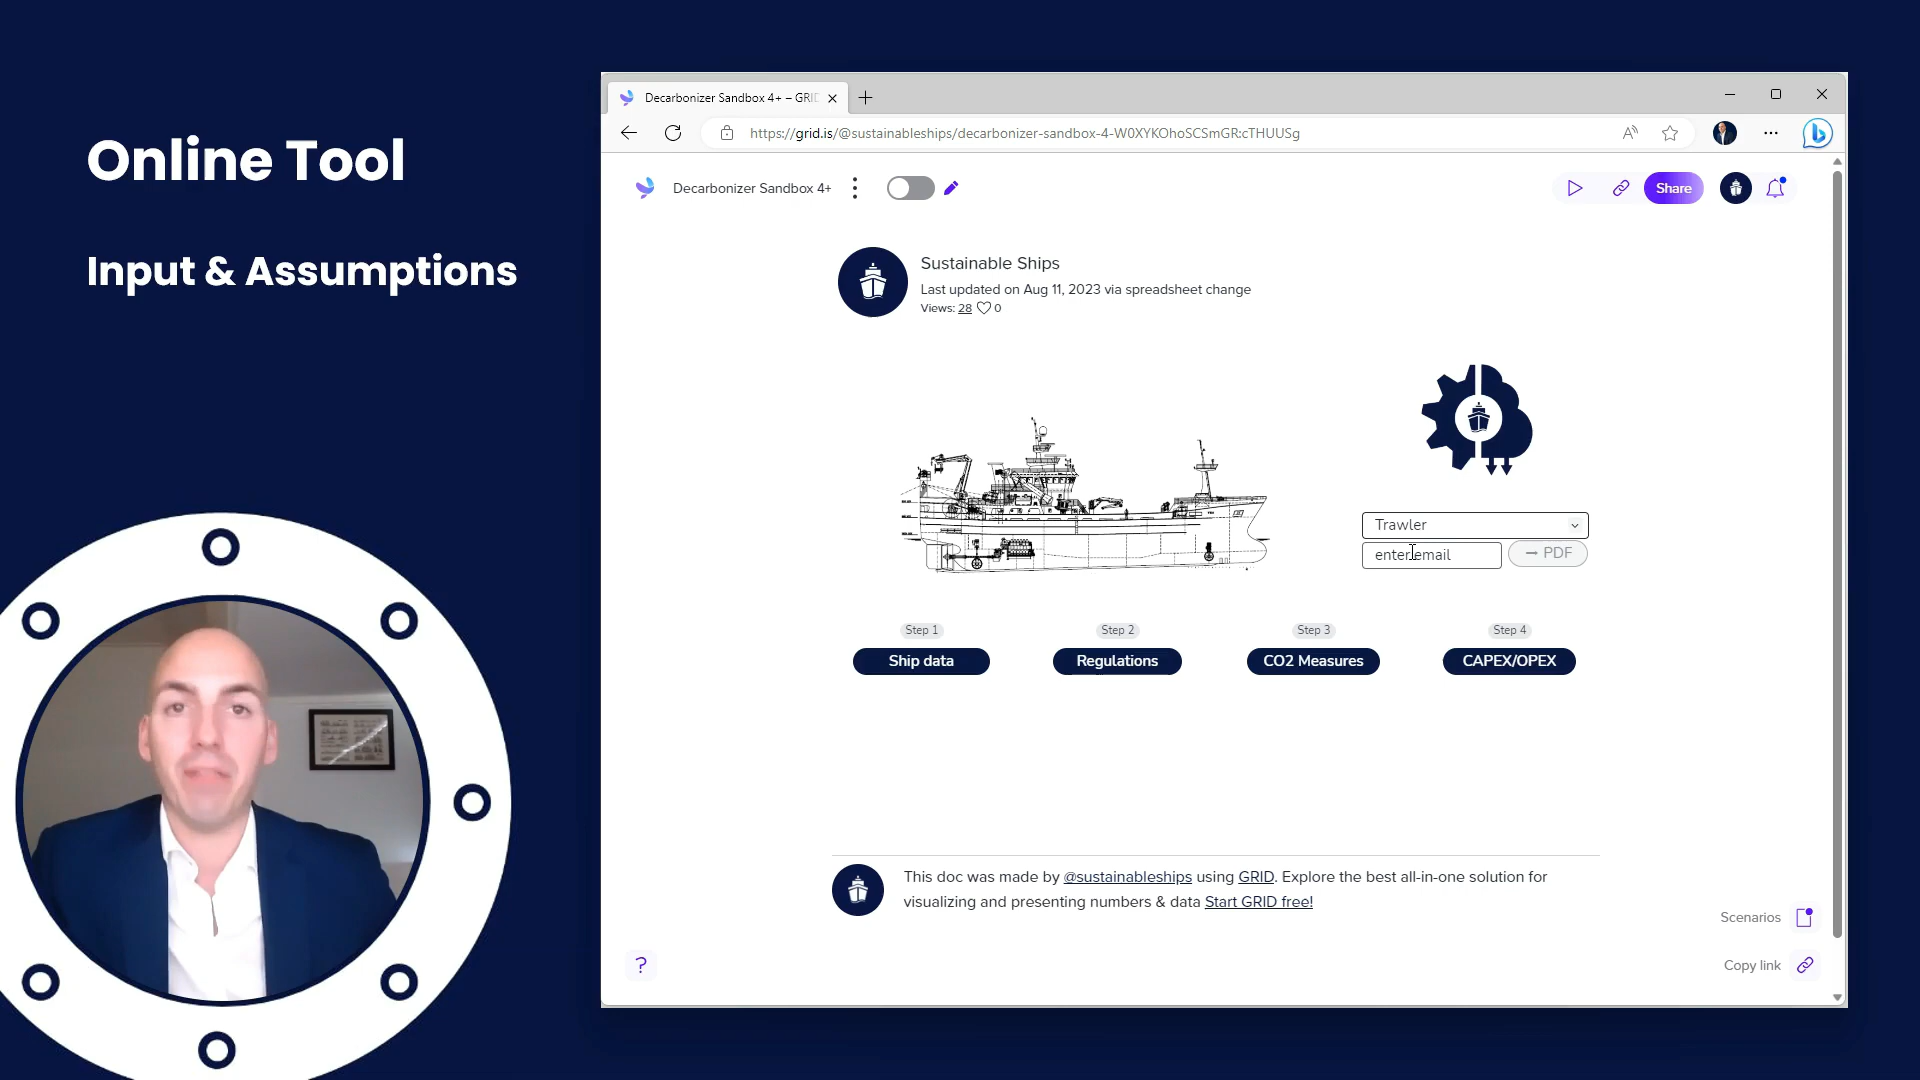 Online Tool
Input & Assumptions
Decarbonizer Sandbox 4+ – GRID
https://grid.is/@sustainableships/decarbonizer-sandbox-4-W0XYKOhoSCSmGR:cTHUUSg
Decarbonizer Sandbox 4+
Share
Sustainable Ships
Last updated on Aug 11, 2023 via spreadsheet change
Views: 28 0
Trawler
enter email
→ PDF
Step 1
Step 2
Step 3
Step 4
Ship data
Regulations
CO2 Measures
CAPEX/OPEX
This doc was made by @sustainableships using GRID. Explore the best all-in-one solution for
visualizing and presenting numbers & data Start GRID free!
Scenarios
?
Copy link